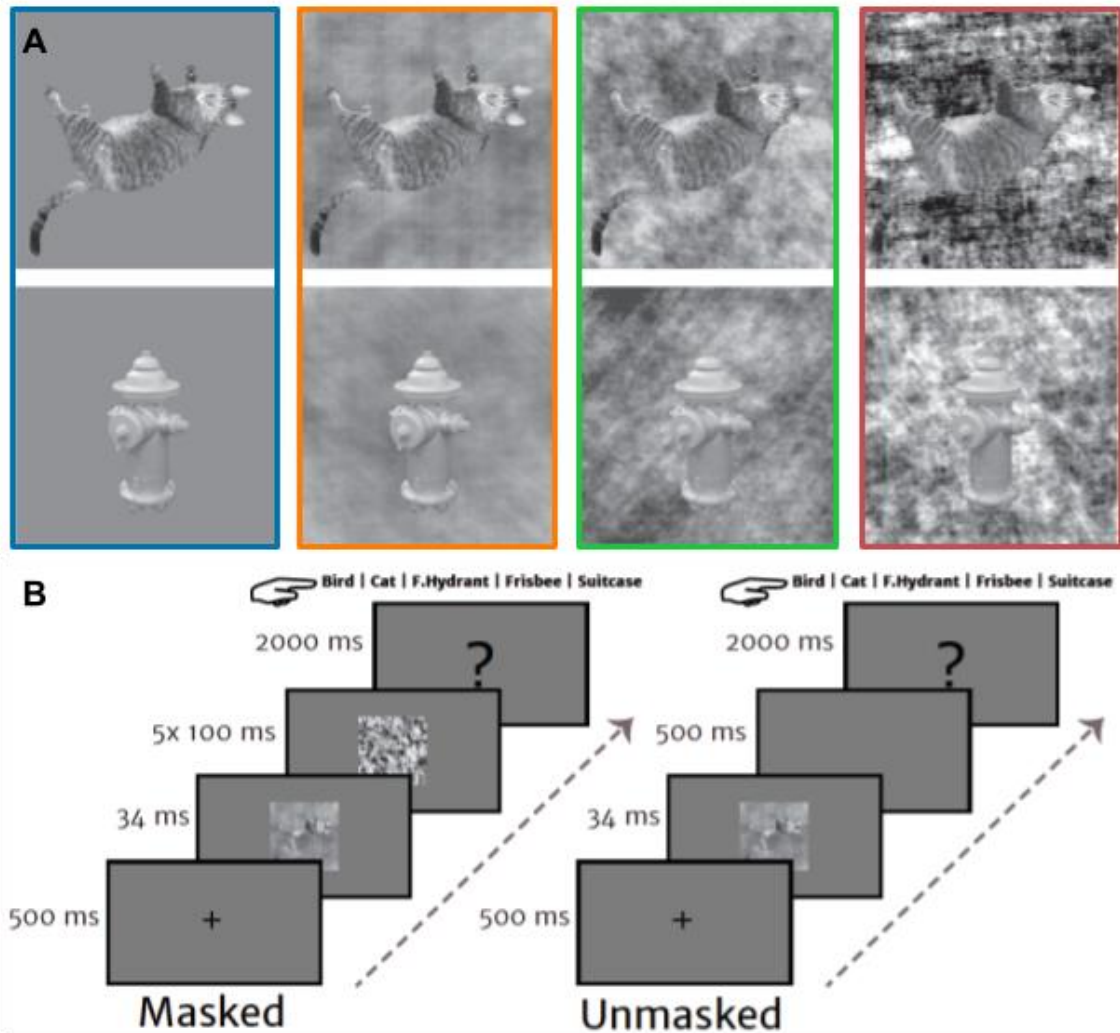 A
B
Bird | Cat | F.Hydrant | Frisbee | Suitcase
2000 ms
?
5x 100 ms
34 ms
500 ms
+
Masked
Bird | Cat | F.Hydrant | Frisbee | Suitcase
2000 ms
?
500 ms
34 ms
500 ms
+
Unmasked